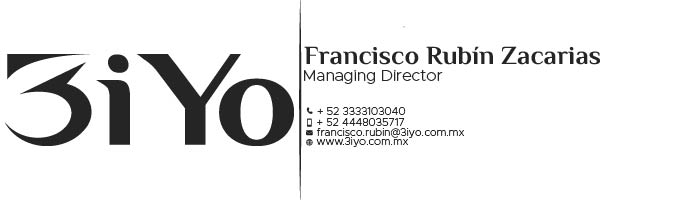 3iYo
Francisco Rubín Zacarias
Managing Director
+ 52 3333103040
+ 52 4448035717
francisco.rubin@3iyo.com.mx
www.3iyo.com.mx